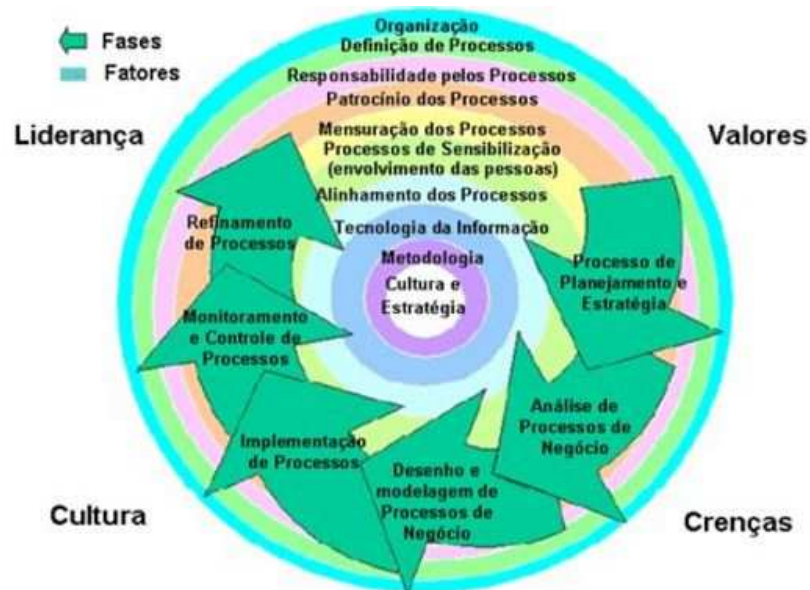 Fases
Fatores
Liderança
Valores
Cultura
Crenças
Organização
Definição de Processos
Responsabilidade pelos Processos
Patrocínio dos Processos
Mensuração dos Processos
Processos de Sensibilização
(envolvimento das pessoas)
Alinhamento dos Processos
Tecnologia da Informação
Metodologia
Cultura e
Estratégia
Processo de
Planejamento e
Estratégia
Análise de
Processos de
Negócio
Desenho e
modelagem de
Processos de
Negócio
Implementação
de Processos
Monitoramento
e Controle de
Processos
Refinamento
de Processos